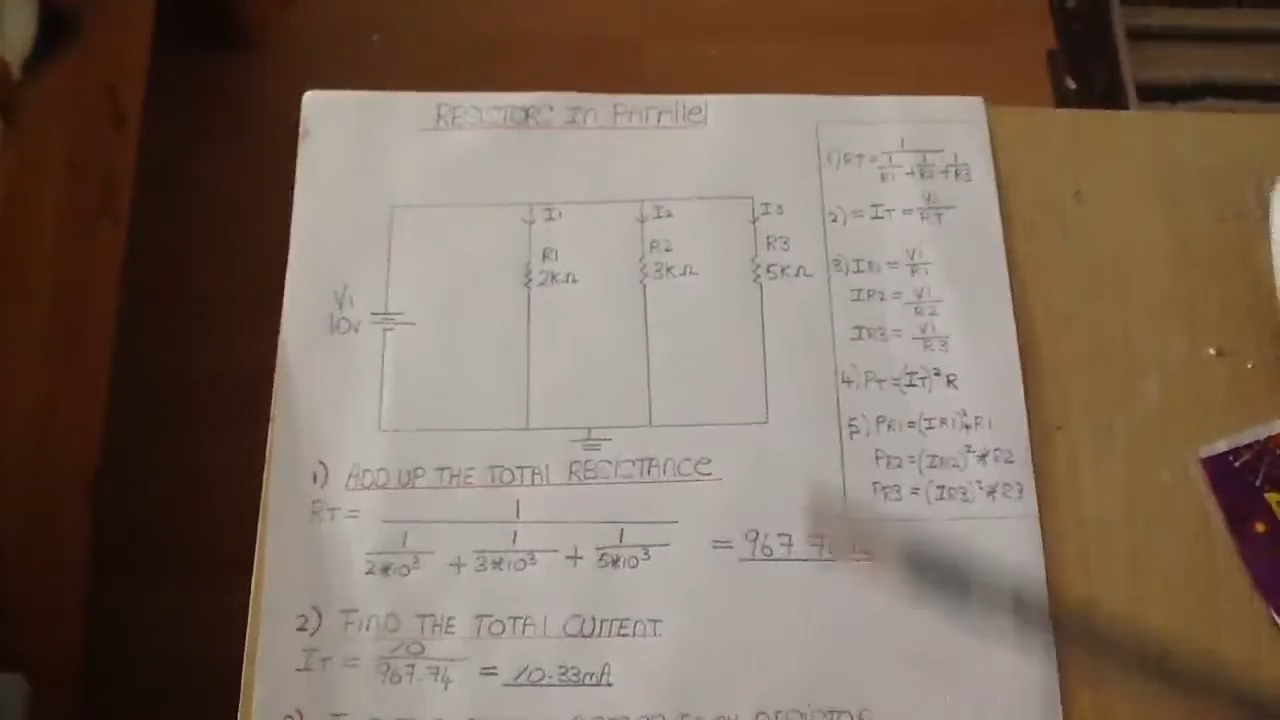 RESISTORS In Parallel
I1 I2 I3
R1 R2 R3
2KΩ 3KΩ 5KΩ
V1
10v
1) RT = 1 / 1/R1 + 1/R2 + 1/R3
2) = IT = V1/RT
3) IR1 = V1/R1
IR2 = V1/R2
IR3 = V1/R3
4) PT = (IT)² R
5) PR1 = (IR1)² * R1
PR2 = (IR2)² * R2
PR3 = (IR3)² * R3
1) ADD UP THE TOTAL RESISTANCE
RT = 1 / 1/2*10³ + 1/3*10³ + 1/5*10³ = 967.74
2) FIND THE TOTAL CURRENT
IT = 10/967.74 = 10.33mA